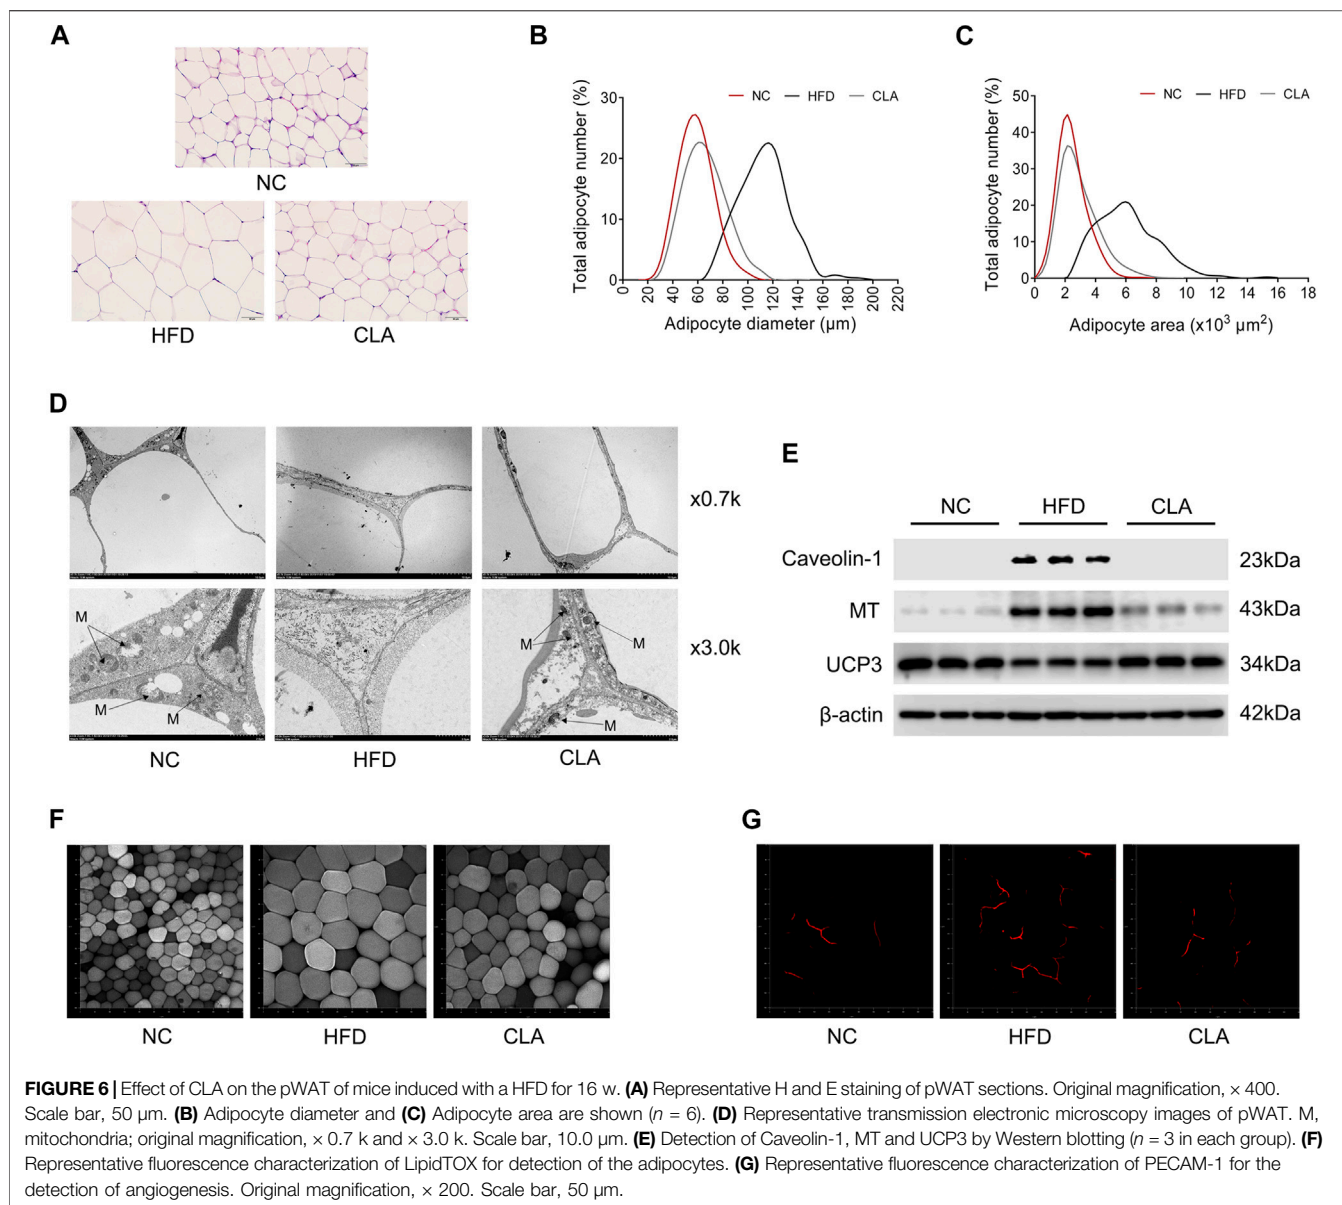 A
NC
HFD
CLA
B
NC HFD CLA
Total adipocyte number (%)
30
20
10
0
0 20 40 60 80 100 120 140 160 180 200 220
Adipocyte diameter (μm)
C
NC HFD CLA
Total adipocyte number (%)
50
40
30
20
10
0
0 2 4 6 8 10 12 14 16 18
Adipocyte area (x10³ μm²)
D
x0.7k
M
M
M
M
M
M
x3.0k
NC
HFD
CLA
E
NC HFD CLA
Caveolin-1 23kDa
MT 43kDa
UCP3 34kDa
β-actin 42kDa
F
NC
HFD
CLA
G
NC
HFD
CLA
FIGURE 6 | Effect of CLA on the pWAT of mice induced with a HFD for 16 w. (A) Representative H and E staining of pWAT sections. Original magnification, × 400.
Scale bar, 50 μm. (B) Adipocyte diameter and (C) Adipocyte area are shown (n = 6). (D) Representative transmission electronic microscopy images of pWAT. M,
mitochondria; original magnification, × 0.7 k and × 3.0 k. Scale bar, 10.0 μm. (E) Detection of Caveolin-1, MT and UCP3 by Western blotting (n = 3 in each group). (F)
Representative fluorescence characterization of LipidTOX for detection of the adipocytes. (G) Representative fluorescence characterization of PECAM-1 for the
detection of angiogenesis. Original magnification, × 200. Scale bar, 50 μm.